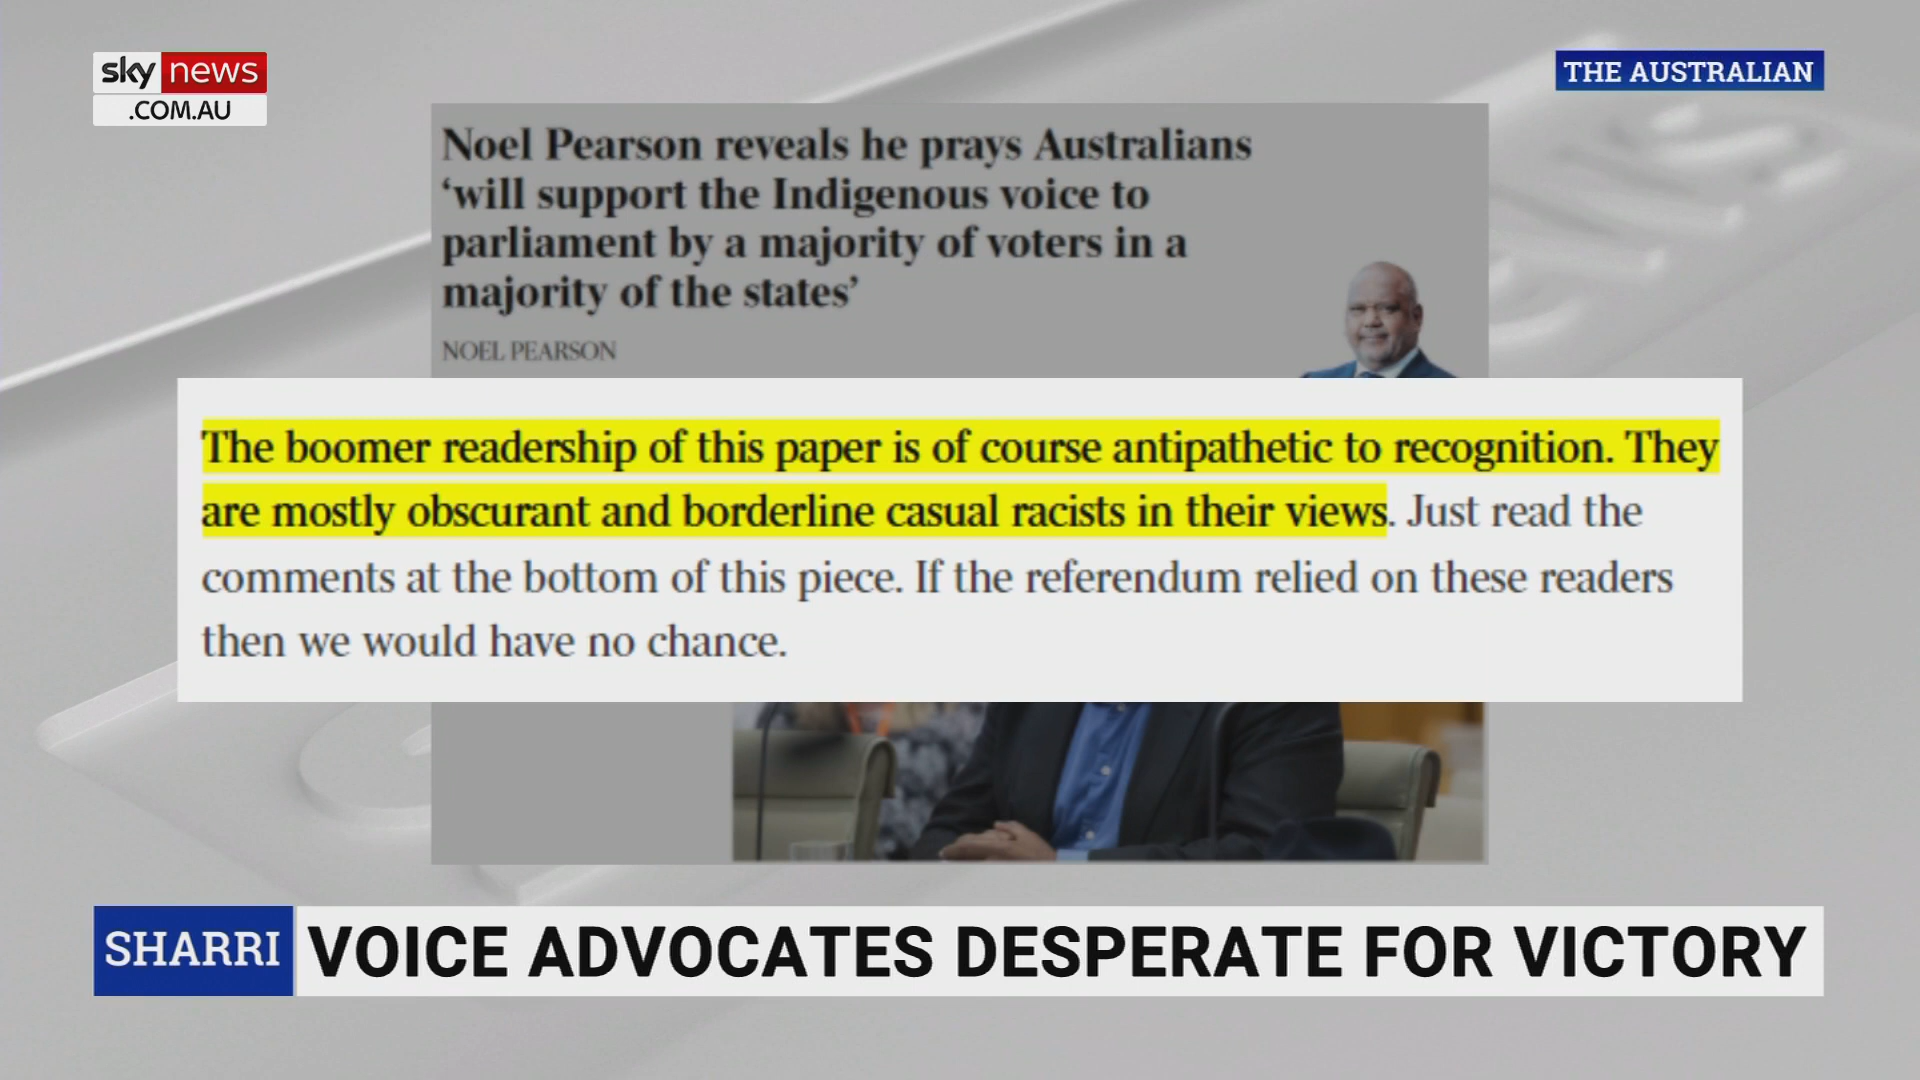 sky news
.COM.AU
THE AUSTRALIAN
Noel Pearson reveals he prays Australians
‘will support the Indigenous voice to
parliament by a majority of voters in a
majority of the states’
NOEL PEARSON
The boomer readership of this paper is of course antipathetic to recognition. They
are mostly obscurant and borderline casual racists in their views. Just read the
comments at the bottom of this piece. If the referendum relied on these readers
then we would have no chance.
SHARRI
VOICE ADVOCATES DESPERATE FOR VICTORY